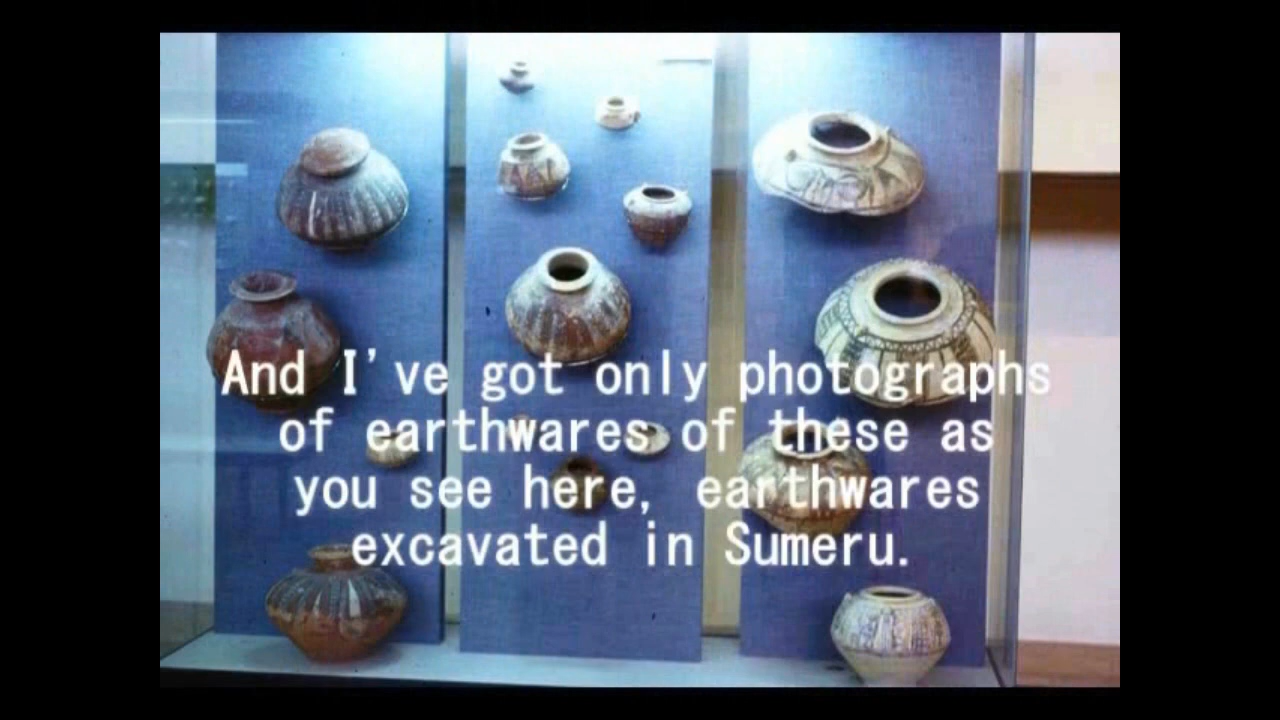 And I've got only photographs
of earthwares of these as
you see here, earthwares
excavated in Sumeru.